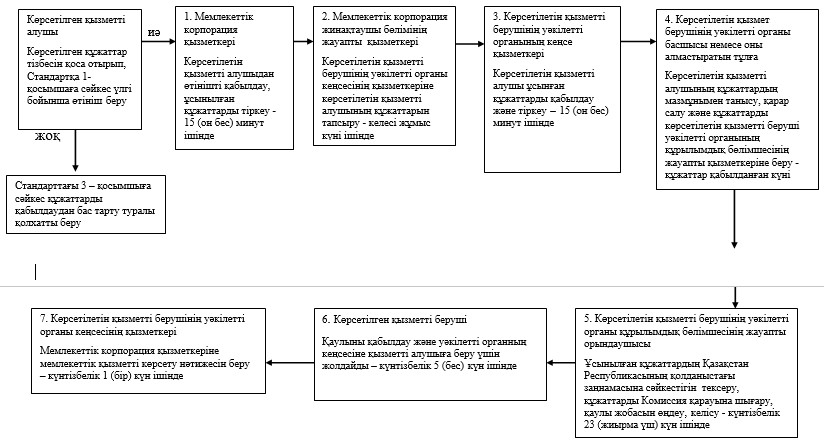 Көрсетілген қызметті
алушы
Көрсетілген құжаттар
тізбесін қоса отырып,
Стандартқа 1-
қосымшаға сәйкес үлгі
бойынша өтініш беру
иә
жоқ
Стандарттағы 3 – қосымшыға
сәйкес құжаттарды
қабылдаудан бас тарту туралы
қолхатты беру
1. Мемлекеттік
корпорация
қызметкері
Көрсетілетін
қызметті алушыдан
өтінішті қабылдау,
ұсынылған
құжаттарды тіркеу -
15 (он бес) минут
ішінде
2. Мемлекеттік корпорация
жинақтаушы бөлімінің
жауапты қызметкері
Көрсетілетін қызметті
берушінің уәкілетті органы
кеңсесінің қызметкеріне
көрсетілетін қызметті
алушының құжаттарын
тапсыру - келесі жұмыс
күні ішінде
3. Көрсетілетін қызметті
берушінің уәкілетті
органының кеңсе
қызметкері
Көрсетілетін қызметті
алушы ұсынған
құжаттарды қабылдау
және тіркеу – 15 (он бес)
минут ішінде
4. Көрсетілетін қызмет
берушінің уәкілетті органы
басшысы немесе оны
алмастыратын тұлға
Көрсетілетін қызметті
алушының құжаттардың
мазмұнымен танысу, қарар
салу және құжаттарды
көрсетілетін қызметті беруші
уәкілетті органының
құрылымдық бөлімшесінің
жауапты қызметкеріне беру -
құжаттар қабылданған күні
7. Көрсетілетін қызметті берушінің уәкілетті
органы кеңсесінің қызметкері
Мемлекеттік корпорация қызметкеріне
мемлекеттік қызметті көрсету нәтижесін беру
– күнтізбелік 1 (бір) күн ішінде
6. Көрсетілген қызметті беруші
Қаулыны қабылдау және уәкілетті органның
кеңсесіне қызметті алушыға беру үшін
жолдайды – күнтізбелік 5 (бес) күн ішінде
5. Көрсетілетін қызметті берушінің уәкілетті
органы құрылымдық бөлімшесінің жауапты
орындаушысы
Ұсынылған құжаттардың Қазақстан
Республикасының қолданыстағы
заңнамасына сәйкестігін тексеру,
құжаттарды Комиссия қарауына шығару,
қаулы жобасын өңдеу, келісу - күнтізбелік
23 (жиырма үш) күн ішінде